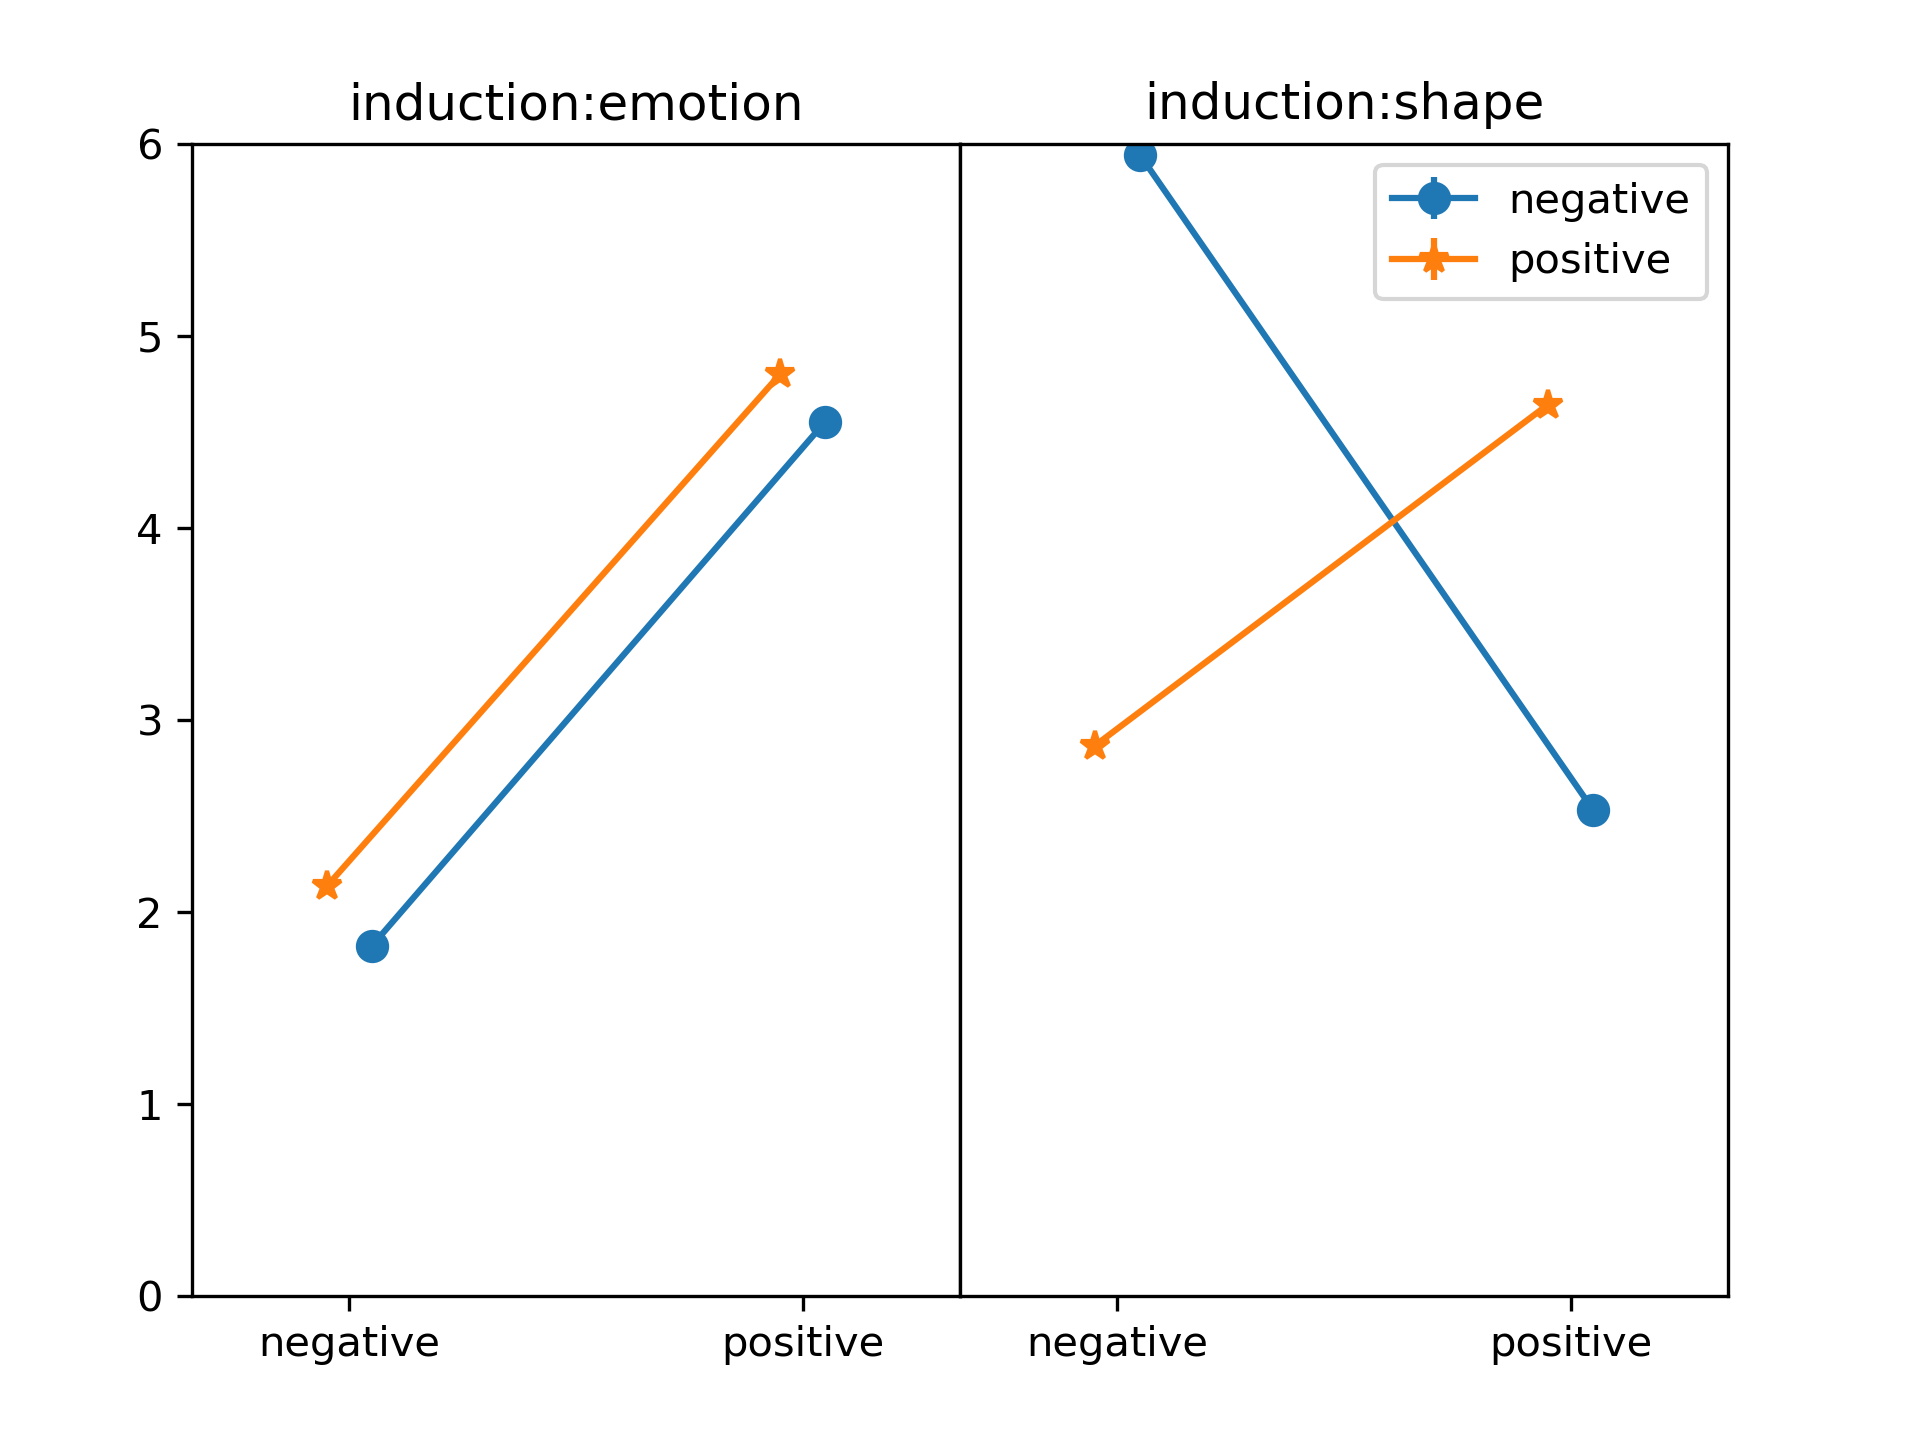 induction:emotion
induction:shape
6
5
4
3
2
1
0
negative
positive
negative
positive
negative
positive